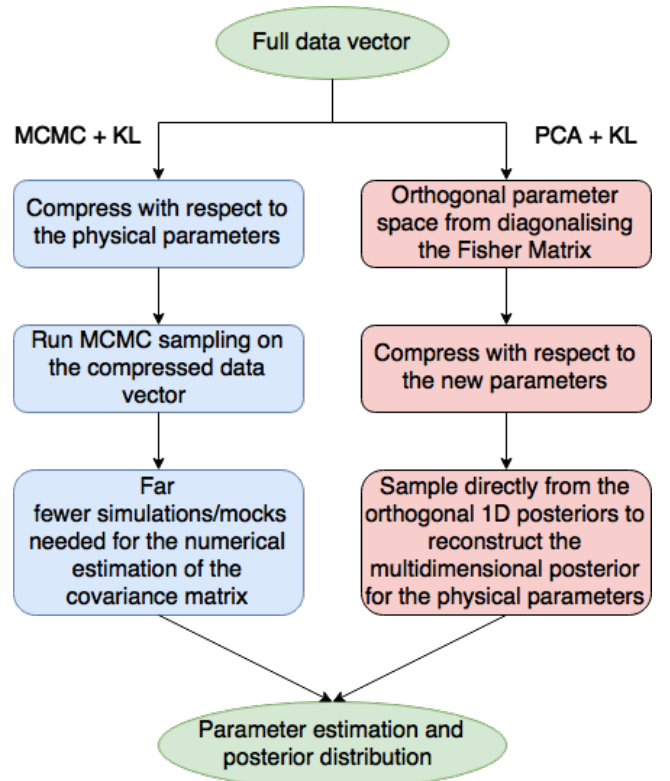 Full data vector
MCMC + KL
PCA + KL
Compress with respect to
the physical parameters
Orthogonal parameter
space from diagonalising
the Fisher Matrix
Run MCMC sampling on
the compressed data
vector
Compress with respect to
the new parameters
Far
fewer simulations/mocks
needed for the numerical
estimation of the
covariance matrix
Sample directly from the
orthogonal 1D posteriors to
reconstruct the
multidimensional posterior
for the physical parameters
Parameter estimation and
posterior distribution